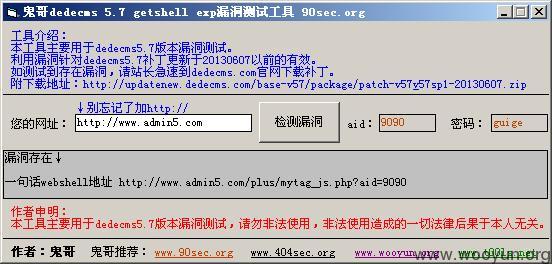 鬼哥dedecms 5.7 getshell exp漏洞测试工具 90sec.org
工具介绍:
本工具主要用于dedecms5.7版本漏洞测试。
利用漏洞针对dedecms5.7补丁更新于20130607以前的有效。
如测试到存在漏洞,请站长急速到dedecms.com官网下载补丁。
附下载地址:http://updatenew.dedecms.com/base-v57/package/patch-v57y57sp1-20130607.zip
↓别忘记了加http://
您的网址: http://www.admin5.com 检测漏洞 aid: 9090 密码: guige
漏洞存在↓
一句话webshell地址 http://www.admin5.com/plus/mytag_js.php?aid=9090
作者申明:
本工具主要用于dedecms5.7版本漏洞测试,请勿非法使用,非法使用造成的一切法律后果于本人无关。
作者:鬼哥 鬼哥推荐: www.90sec.org www.404sec.org www.wooyun.org
www.wooyun.org